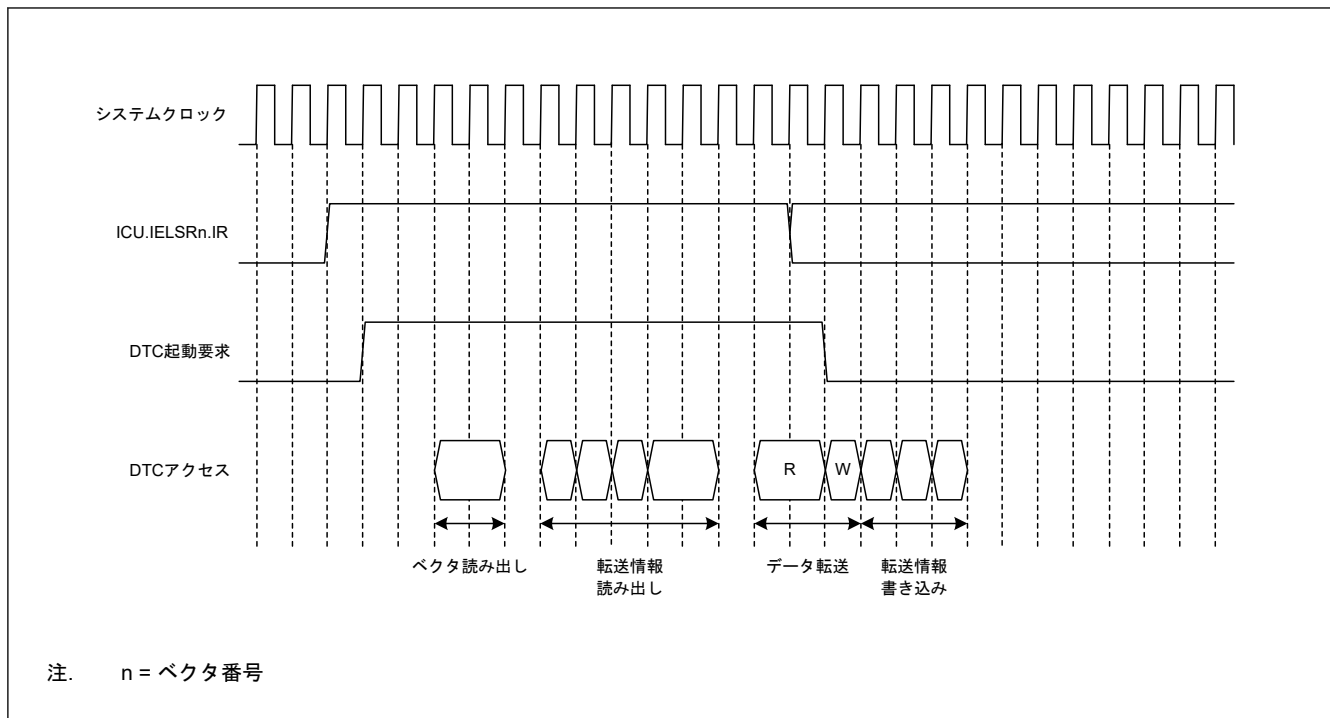 システムクロック
ICU.IELSRn.IR
DTC起動要求
DTCアクセス
R
W
ベクタ読み出し
転送情報
読み出し
データ転送
転送情報
書き込み
注. n = ベクタ番号